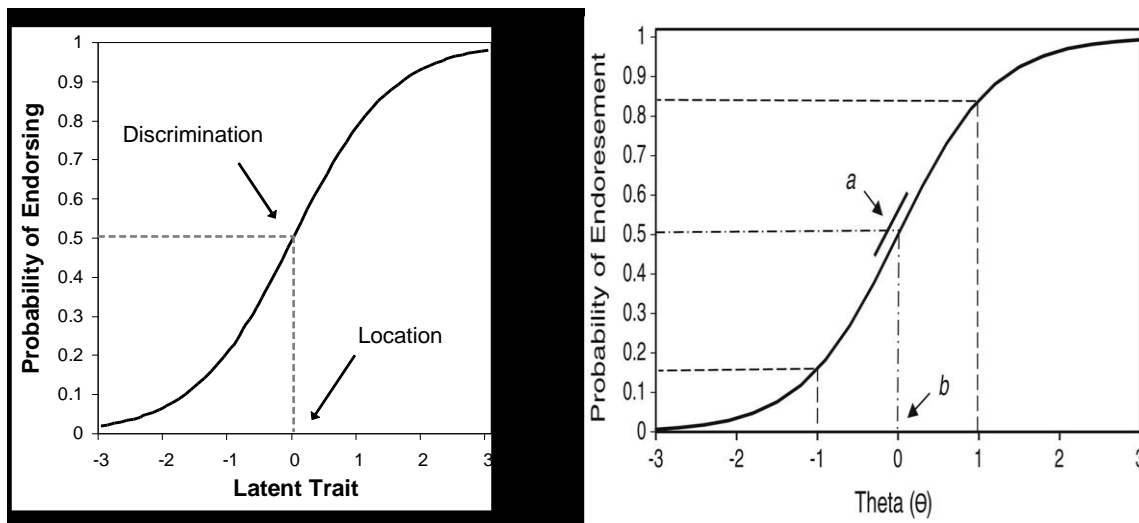 Probability of Endorsing
1
0.9
0.8
0.7
0.6
0.5
0.4
0.3
0.2
0.1
0
Discrimination
Location
-3 -2 -1 0 1 2 3
Latent Trait
Probability of Endoresement
1
0.9
0.8
0.7
0.6
0.5
0.4
0.3
0.2
0.1
0
a
b
-3 -2 -1 0 1 2 3
Theta (Θ)